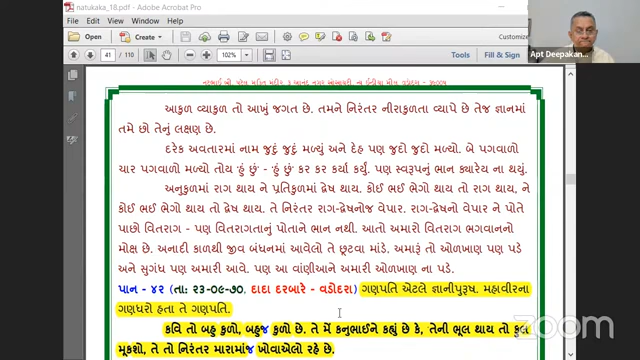 natukaka_18.pdf - Adobe Acrobat Pro
File Edit View Window Help
Open Create Customize
41 / 110 102% Tools Fill & Sign
Apt Deepakan...
આકુળ વ્યાકુળ તો આખું જગત છે. તમને નિરંતર નીરાકુળતા વ્યાપે છે તેજ જ્ઞાનમાં
તમે છો તેનું લક્ષણ છે.
દરેક અવતારમાં નામ જુદું જુદું મળ્યું અને દેહ પણ જુદો જુદો મળ્યો. બે પગવાળો
ચાર પગવાળો મળ્યો તોય 'હું છું' - 'હું છું' કર કર કર્યા કર્યું. પણ સ્વરૂપનું ભાન ક્યારેય ના થયું.
અનુકુળમાં રાગ થાય ને પ્રતિકુળમાં દ્વેષ થાય. કોઈ ભઈ ભેગો થાય તો રાગ થાય, ને
કોઈ ભઈ ભેગો થાય તો દ્વેષ થાય. તે નિરંતર રાગ-દ્વેષનોજ વેપાર. રાગ-દ્વેષનો વેપાર ને પોતે
પાછો વિતરાગ - પણ વિતરાગતાનું પોતાને ભાન નથી. આતો અમારો વિતરાગ ભગવાનનો
મોક્ષ છે. અનાદી કાળથી જીવ બંધનમાં આવેલો તે છૂટવા માંડે. અમારૂં તો ઓળખાણ પણ પડે
અને સુગંધ પણ અમારી આવે. પણ આ વાણીઆને અમારી ઓળખાણ ના પડે.
પાન - ૪૨ (તા: ૨૩-૦૯-૭૦) દાદા દરબારે - વડોદરા) ગણપતિ એટલે જ્ઞાનીપુરૂષ. મહાવીરના
ગણધરો હતા તે ગણપતિ.
કવિ તો બહુ કુળો, બહુજ કુળો છે. તે મેં કનુભાઈને કહ્યું છે કે, તેની ભૂલ થાય તો ફુલ
મૂકશો, તે તો નિરંતર મારામાંજ ખોવાએલો રહે છે.
zoom